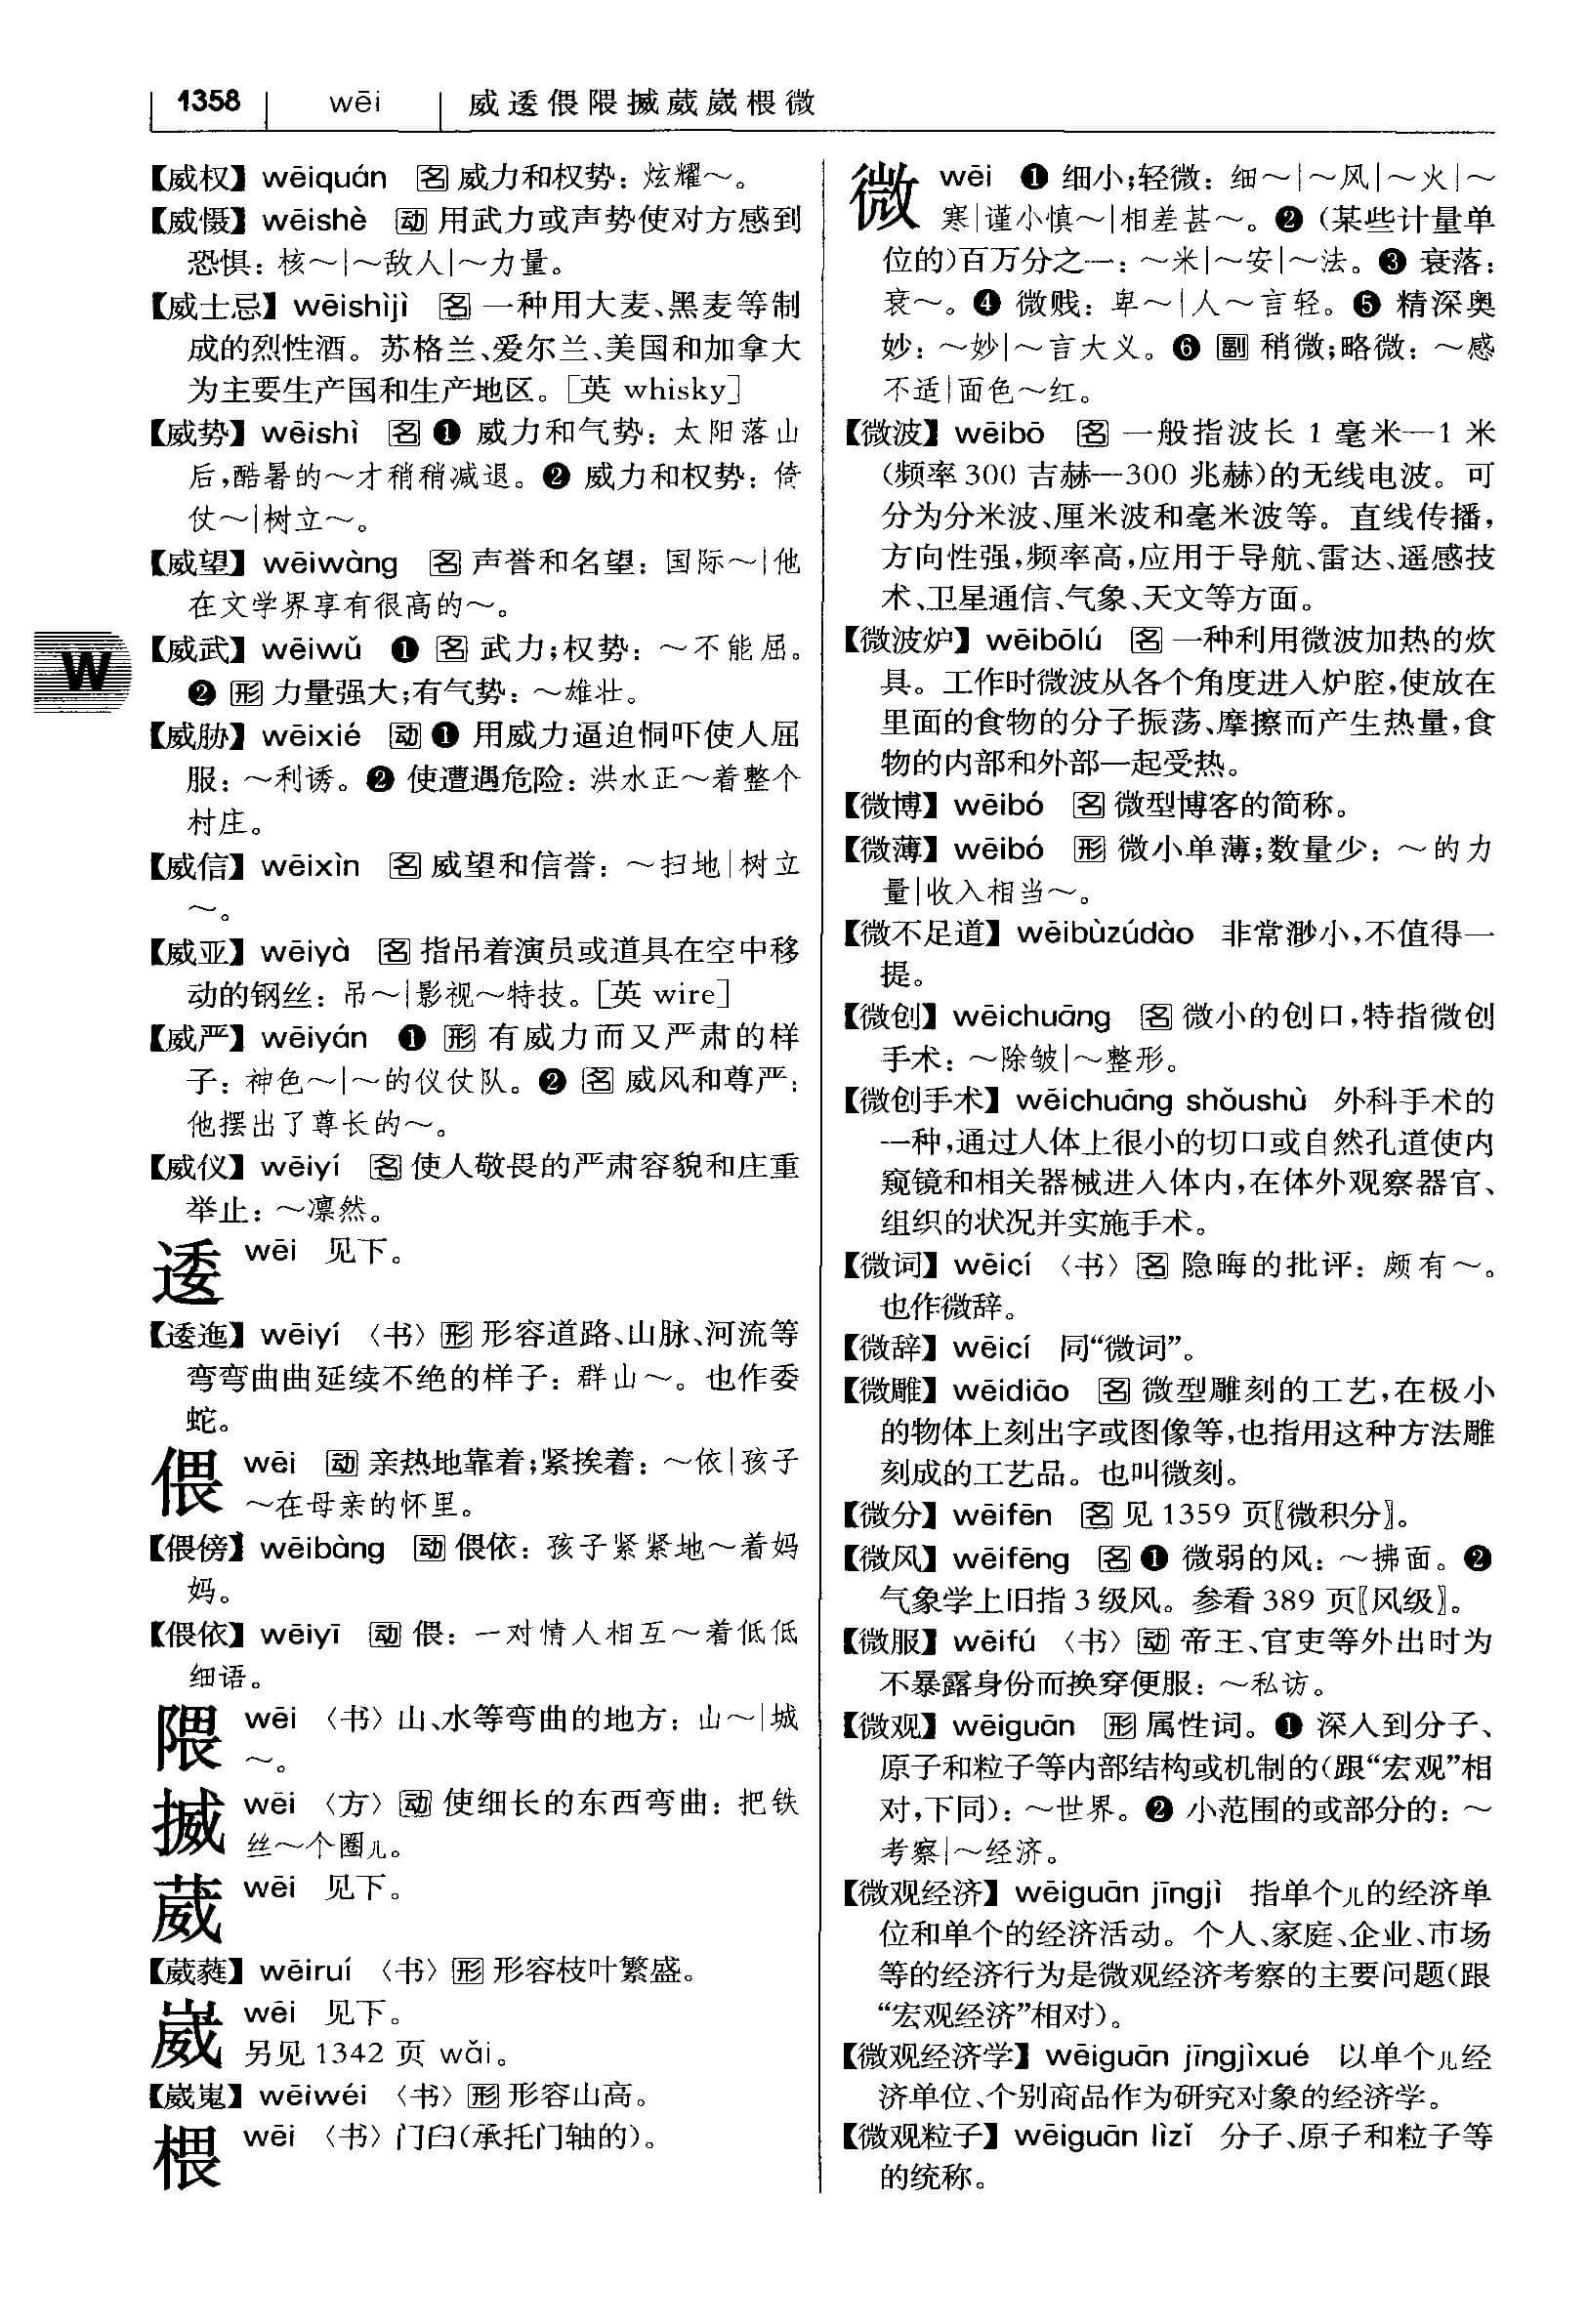 1358 wēi 威逶偎隈揻葳崴椳微
【威权】wēiquán 名 威力和权势：炫耀～。
【威慑】wēishè 动 用武力或声势使对方感到
恐惧：核～|～敌人|～力量。
【威士忌】wēishìjì 名 一种用大麦、黑麦等制
成的烈性酒。苏格兰、爱尔兰、美国和加拿大
为主要生产国和生产地区。[英 whisky]
【威势】wēishì 名 ❶ 威力和气势：太阳落山
后，酷暑的～才稍稍减退。❷ 威力和权势：倚
仗～|树立～。
【威望】wēiwàng 名 声誉和名望：国际～|他
在文学界享有很高的～。
W
【威武】wēiwǔ ❶ 名 武力；权势：～不能屈。
❷ 形 力量强大；有气势：～雄壮。
【威胁】wēixié 动 ❶ 用威力逼迫恫吓使人屈
服：～利诱。❷ 使遭遇危险：洪水正～着整个
村庄。
【威信】wēixìn 名 威望和信誉：～扫地|树立
～。
【威亚】wēiyà 名 指吊着演员或道具在空中移
动的钢丝：吊～|影视～特技。[英 wire]
【威严】wēiyán ❶ 形 有威力而又严肃的样
子：神色～|～的仪仗队。❷ 名 威风和尊严：
他摆出了尊长的～。
【威仪】wēiyí 名 使人敬畏的严肃容貌和庄重
举止：～凛然。
逶 wēi 见下。
【逶迤】wēiyí 〈书〉形 形容道路、山脉、河流等
弯弯曲曲延续不绝的样子：群山～。也作委
蛇。
偎 wēi 动 亲热地靠着；紧挨着：～依|孩子
～在母亲的怀里。
【偎傍】wēibàng 动 偎依：孩子紧紧地～着妈
妈。
【偎依】wēiyī 动 偎：一对情人相互～着低低
细语。
隈 wēi 〈书〉山、水等弯曲的地方：山～|城
～。
揻 wēi 〈方〉动 使细长的东西弯曲：把铁
丝～个圈儿。
葳 wēi 见下。
【葳蕤】wēiruí 〈书〉形 形容枝叶繁盛。
崴 wēi 见下。
另见 1342 页 wǎi。
【崴嵬】wēiwéi 〈书〉形 形容山高。
椳 wēi 〈书〉门臼（承托门轴的）。
微 wēi ❶ 细小；轻微：细～|～风|～火|～
寒|谨小慎～|相差甚～。❷（某些计量单
位的）百万分之一：～米|～安|～法。❸ 衰落：
衰～。❹ 微贱：卑～|人～言轻。❺ 精深奥
妙：～妙|～言大义。❻ 副 稍微；略微：～感
不适|面色～红。
【微波】wēibō 名 一般指波长 1 毫米—1 米
（频率 300 吉赫—300 兆赫）的无线电波。可
分为分米波、厘米波和毫米波等。直线传播，
方向性强，频率高，应用于导航、雷达、遥感技
术、卫星通信、气象、天文等方面。
【微波炉】wēibōlú 名 一种利用微波加热的炊
具。工作时微波从各个角度进入炉腔，使放在
里面的食物的分子振荡、摩擦而产生热量，食
物的内部和外部一起受热。
【微博】wēibó 名 微型博客的简称。
【微薄】wēibó 形 微小单薄；数量少：～的力
量|收入相当～。
【微不足道】wēibùzúdào 非常渺小，不值得一
提。
【微创】wēichuāng 名 微小的创口，特指微创
手术：～除皱|～整形。
【微创手术】wēichuāng shǒushù 外科手术的
一种，通过人体上很小的切口或自然孔道使内
窥镜和相关器械进入体内，在体外观察器官、
组织的状况并实施手术。
【微词】wēicí 〈书〉名 隐晦的批评：颇有～。
也作微辞。
【微辞】wēicí 同“微词”。
【微雕】wēidiāo 名 微型雕刻的工艺，在极小
的物体上刻出字或图像等，也指用这种方法雕
刻成的工艺品。也叫微刻。
【微分】wēifēn 名 见 1359 页〖微积分〗。
【微风】wēifēng 名 ❶ 微弱的风：～拂面。❷
气象学上旧指 3 级风。参看 389 页〖风级〗。
【微服】wēifú 〈书〉动 帝王、官吏等外出时为
不暴露身份而换穿便服：～私访。
【微观】wēiguān 形 属性词。❶ 深入到分子、
原子和粒子等内部结构或机制的（跟“宏观”相
对，下同）：～世界。❷ 小范围的或部分的：～
考察|～经济。
【微观经济】wēiguān jīngjì 指单个儿的经济单
位和单个的经济活动。个人、家庭、企业、市场
等的经济行为是微观经济考察的主要问题（跟
“宏观经济”相对）。
【微观经济学】wēiguān jīngjìxué 以单个儿经
济单位、个别商品作为研究对象的经济学。
【微观粒子】wēiguān lìzǐ 分子、原子和粒子等
的统称。